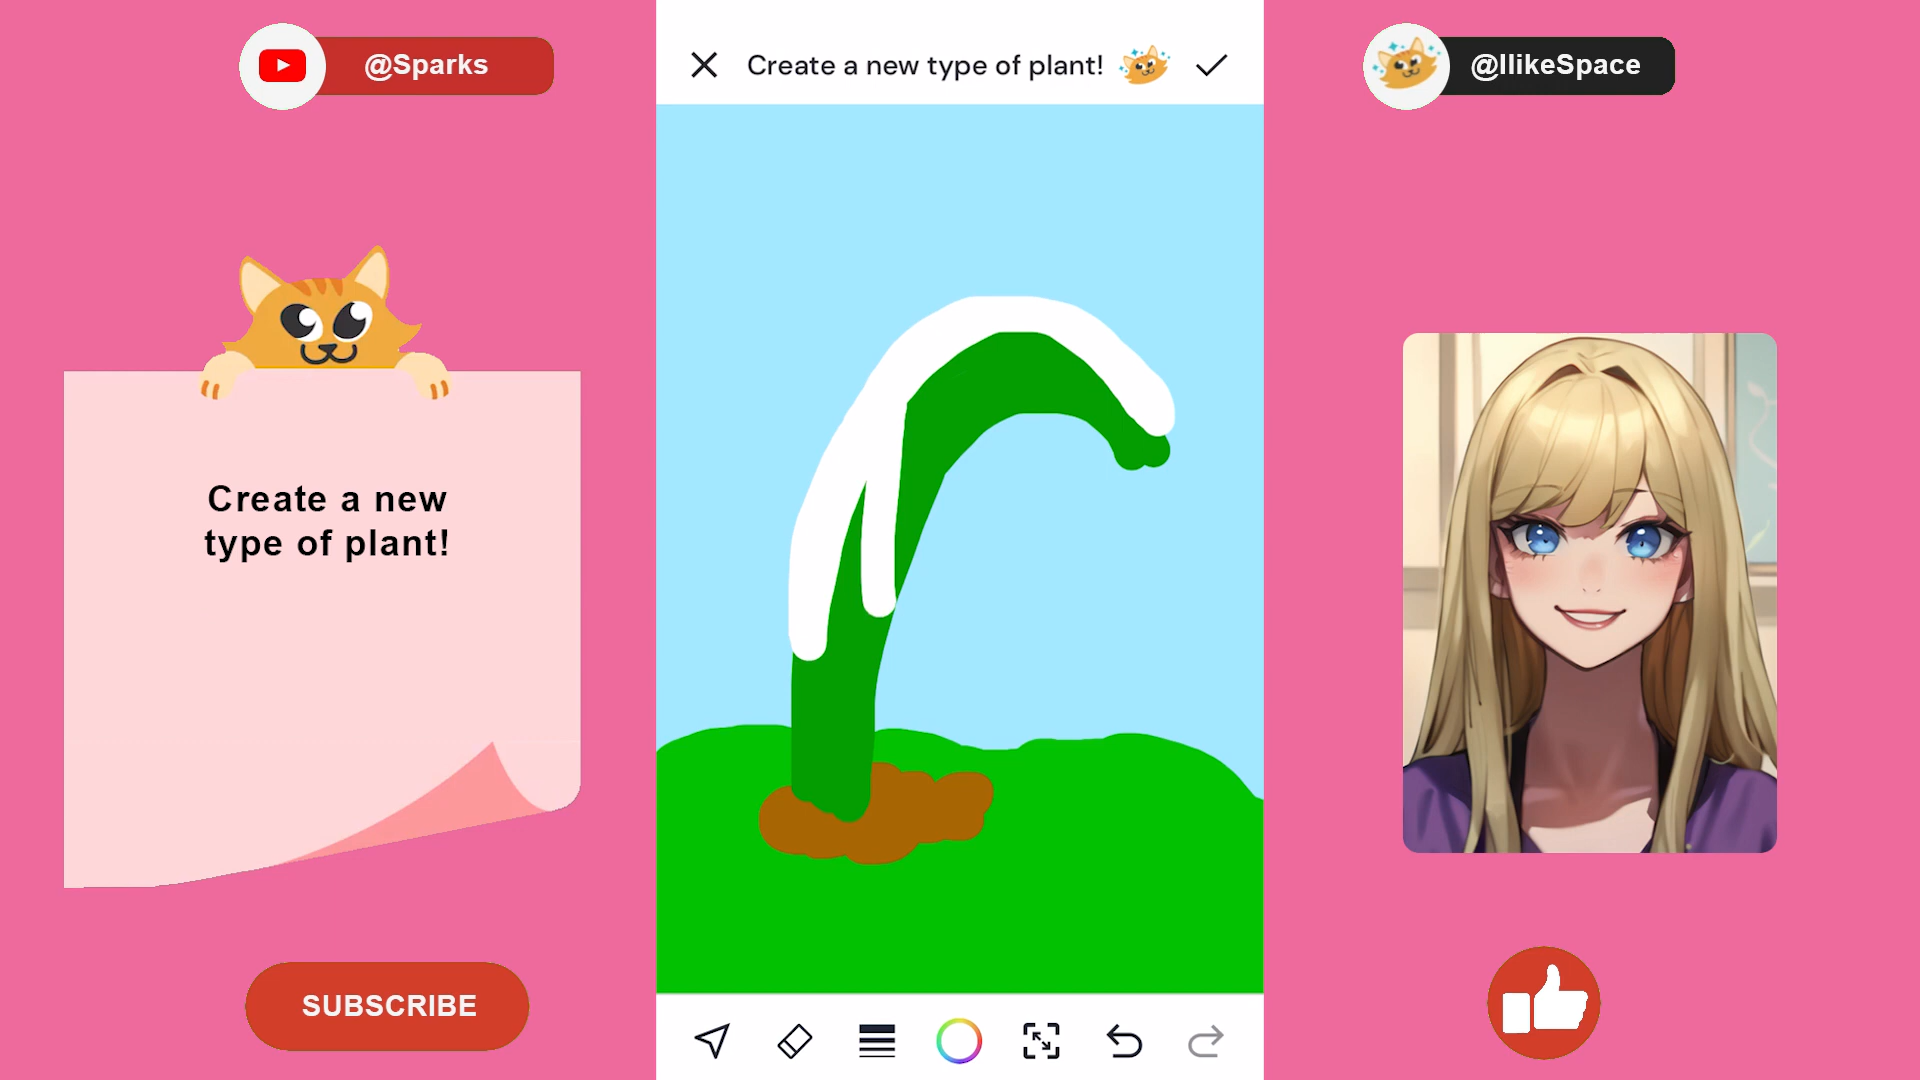 @Sparks
Create a new type of plant!
@IlikeSpace
Create a new
type of plant!
SUBSCRIBE